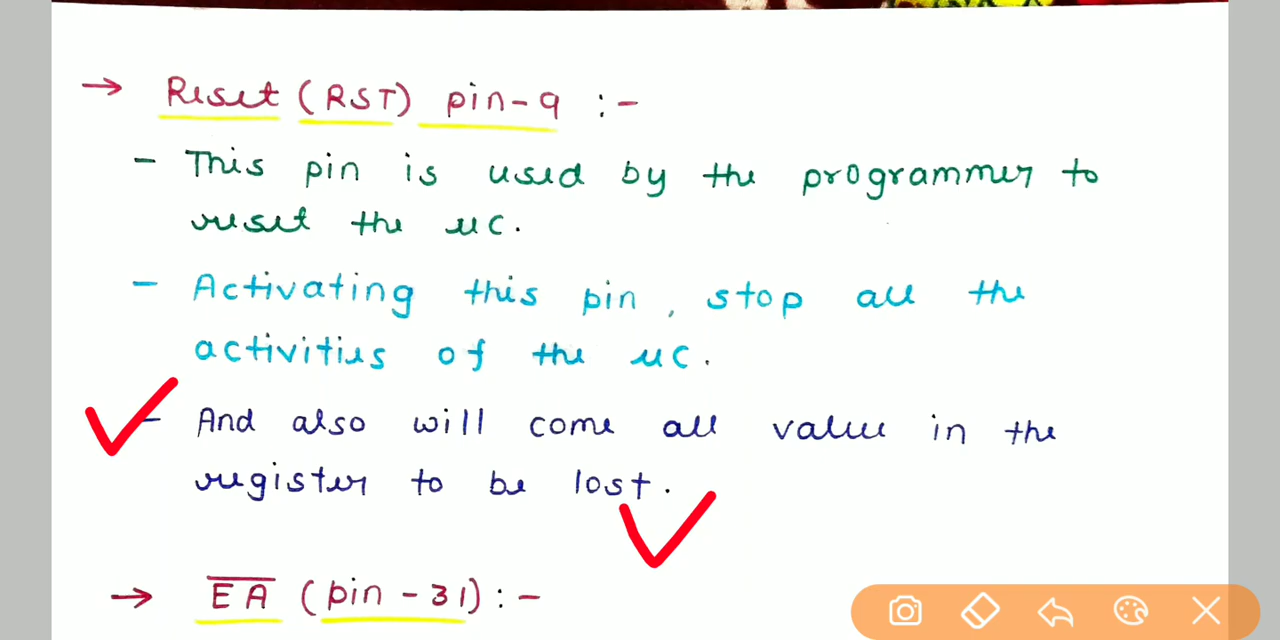 → Reset (RST) pin-9 :-
- This pin is used by the programmer to
reset the uc.
- Activating this pin, stop all the
activities of the uc.
- And also will come all value in the
register to be lost.
→ E̅A̅ (pin-31) :-